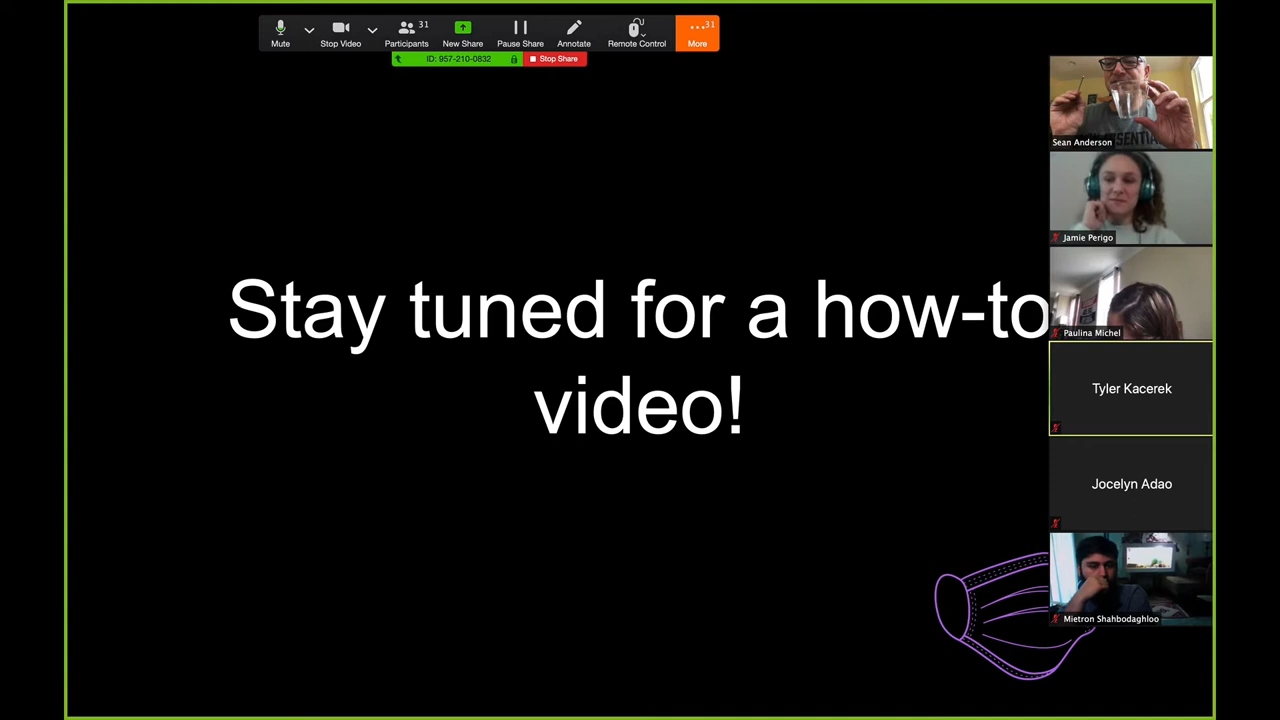 31
31
Mute
Stop Video
Participants
New Share
Pause Share
Annotate
Remote Control
More
ID: 957-210-0832
Stop Share
Sean Anderson
Jamie Perigo
Paulina Michel
Stay tuned for a how-to
video!
Tyler Kacerek
Jocelyn Adao
Mietron Shahbodaghloo